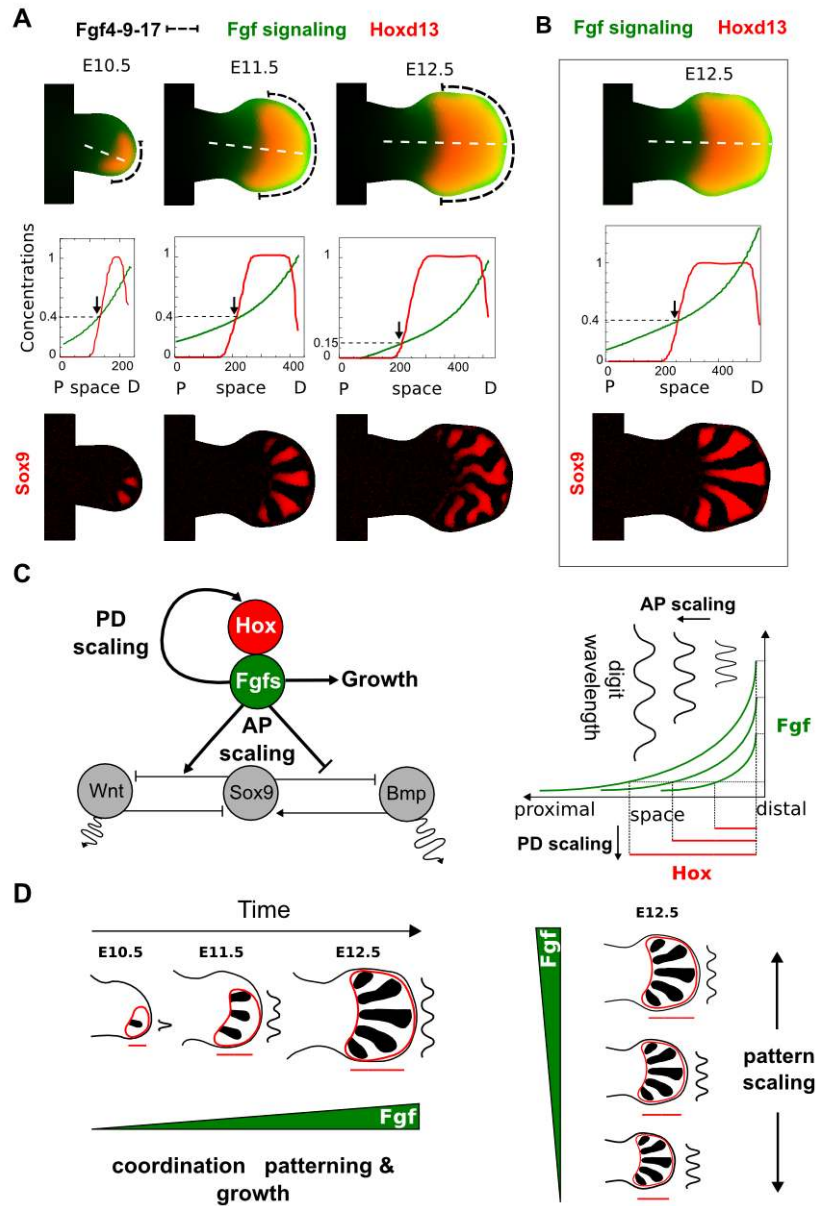 A
Fgf4-9-17 Fgf signaling Hoxd13
E10.5 E11.5 E12.5
Concentrations
1 1 1
0.4 0.4 0.15
0 0 0
0 200 0 200 400 0 200 400
P space D P space D P space D
Sox9
B
Fgf signaling Hoxd13
E12.5
1
0.4
0
0 200 400
P space D
Sox9
C
PD
scaling
Hox
Fgfs
Growth
AP
scaling
Wnt Sox9 Bmp
AP scaling
digit
wavelength
Fgf
proximal space distal
PD scaling
Hox
D
Time
E10.5 E11.5 E12.5
Fgf
coordination patterning &
growth
E12.5
Fgf
pattern
scaling